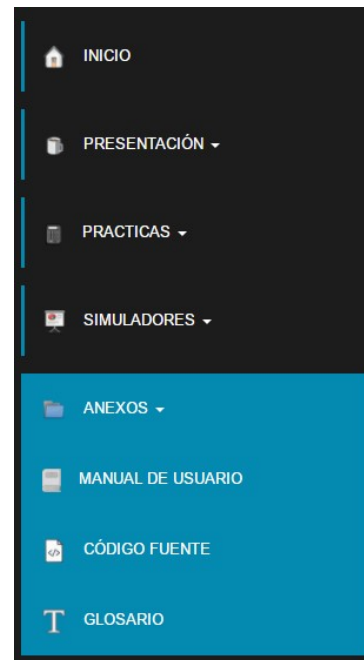 INICIO
PRESENTACIÓN
PRACTICAS
SIMULADORES
ANEXOS
MANUAL DE USUARIO
CÓDIGO FUENTE
GLOSARIO